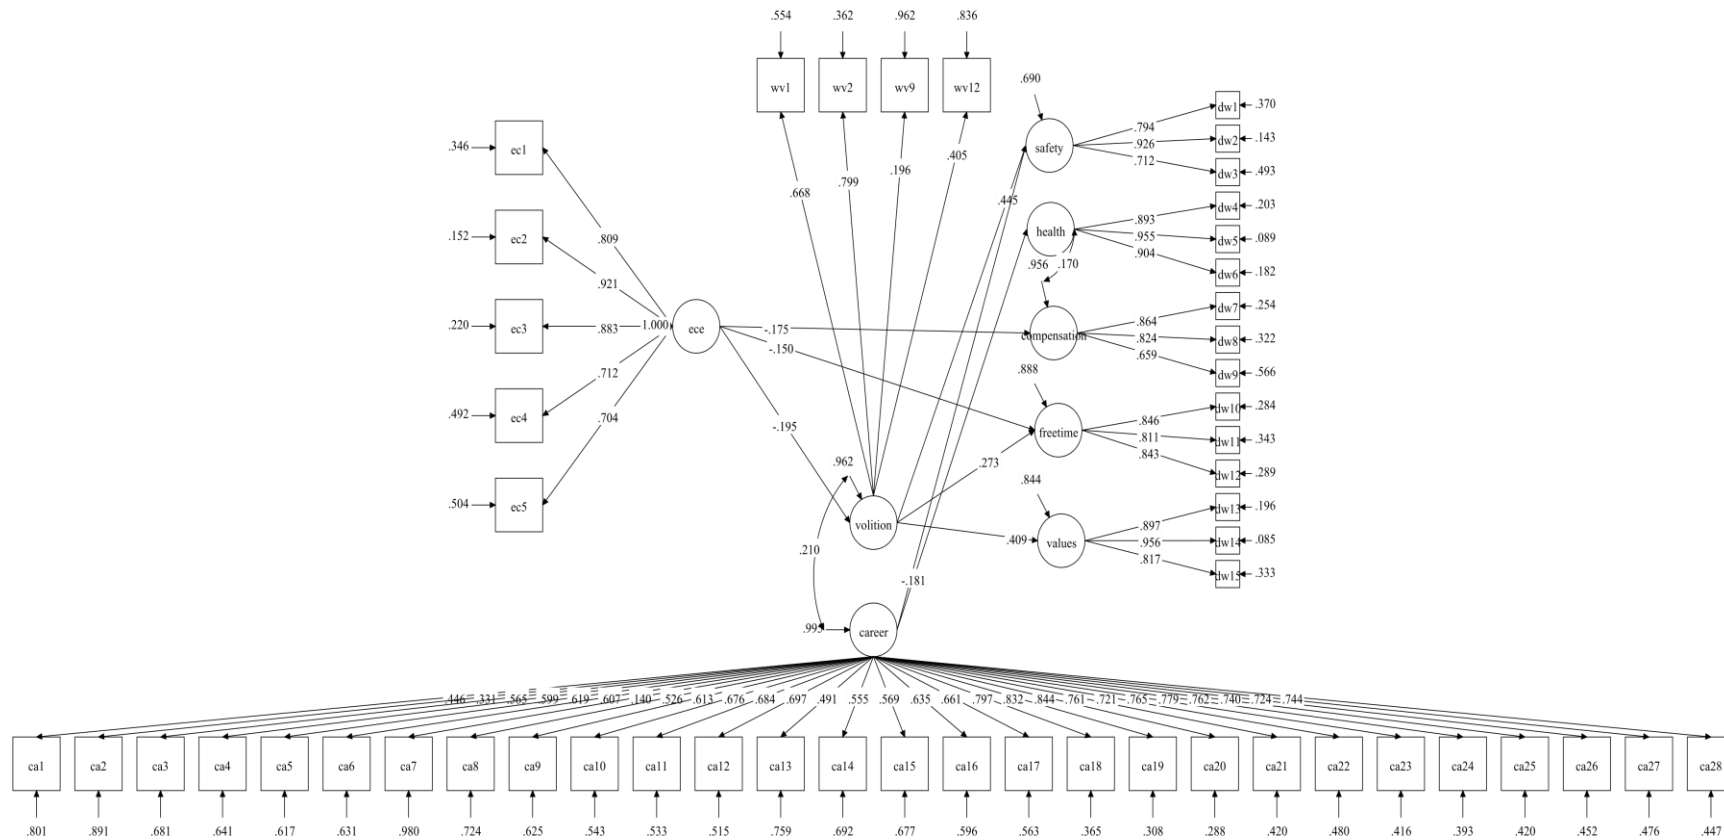 .554 .362 .962 .836
wv1 wv2 wv9 wv12
.690
.346 ec1
.152 ec2
.220 ec3
.492 ec4
.504 ec5
.809
.921
.883
.712
.704
1.000
ece
.668 .799 .196 .405
-.175
-.150
-.195
.962
volition
.210
.995
career
.445
-.181
.273
.409
safety
health
.956 .170
compensation
.888
freetime
.844
values
.794 dw1 .370
.926 dw2 .143
.712 dw3 .493
.893 dw4 .203
.955 dw5 .089
.904 dw6 .182
.864 dw7 .254
.824 dw8 .322
.659 dw9 .566
.846 dw10 .284
.811 dw11 .343
.843 dw12 .289
.897 dw13 .196
.956 dw14 .085
.817 dw15 .333
.446 .331 .565 .599 .619 .607 .140 .526 .613 .676 .684 .697 .491 .555 .569 .635 .661 .797 .832 .844 .761 .721 .765 .779 .762 .740 .724 .744
ca1 ca2 ca3 ca4 ca5 ca6 ca7 ca8 ca9 ca10 ca11 ca12 ca13 ca14 ca15 ca16 ca17 ca18 ca19 ca20 ca21 ca22 ca23 ca24 ca25 ca26 ca27 ca28
.801 .891 .681 .641 .617 .631 .980 .724 .625 .543 .533 .515 .759 .692 .677 .596 .563 .365 .308 .288 .420 .480 .416 .393 .420 .452 .476 .447